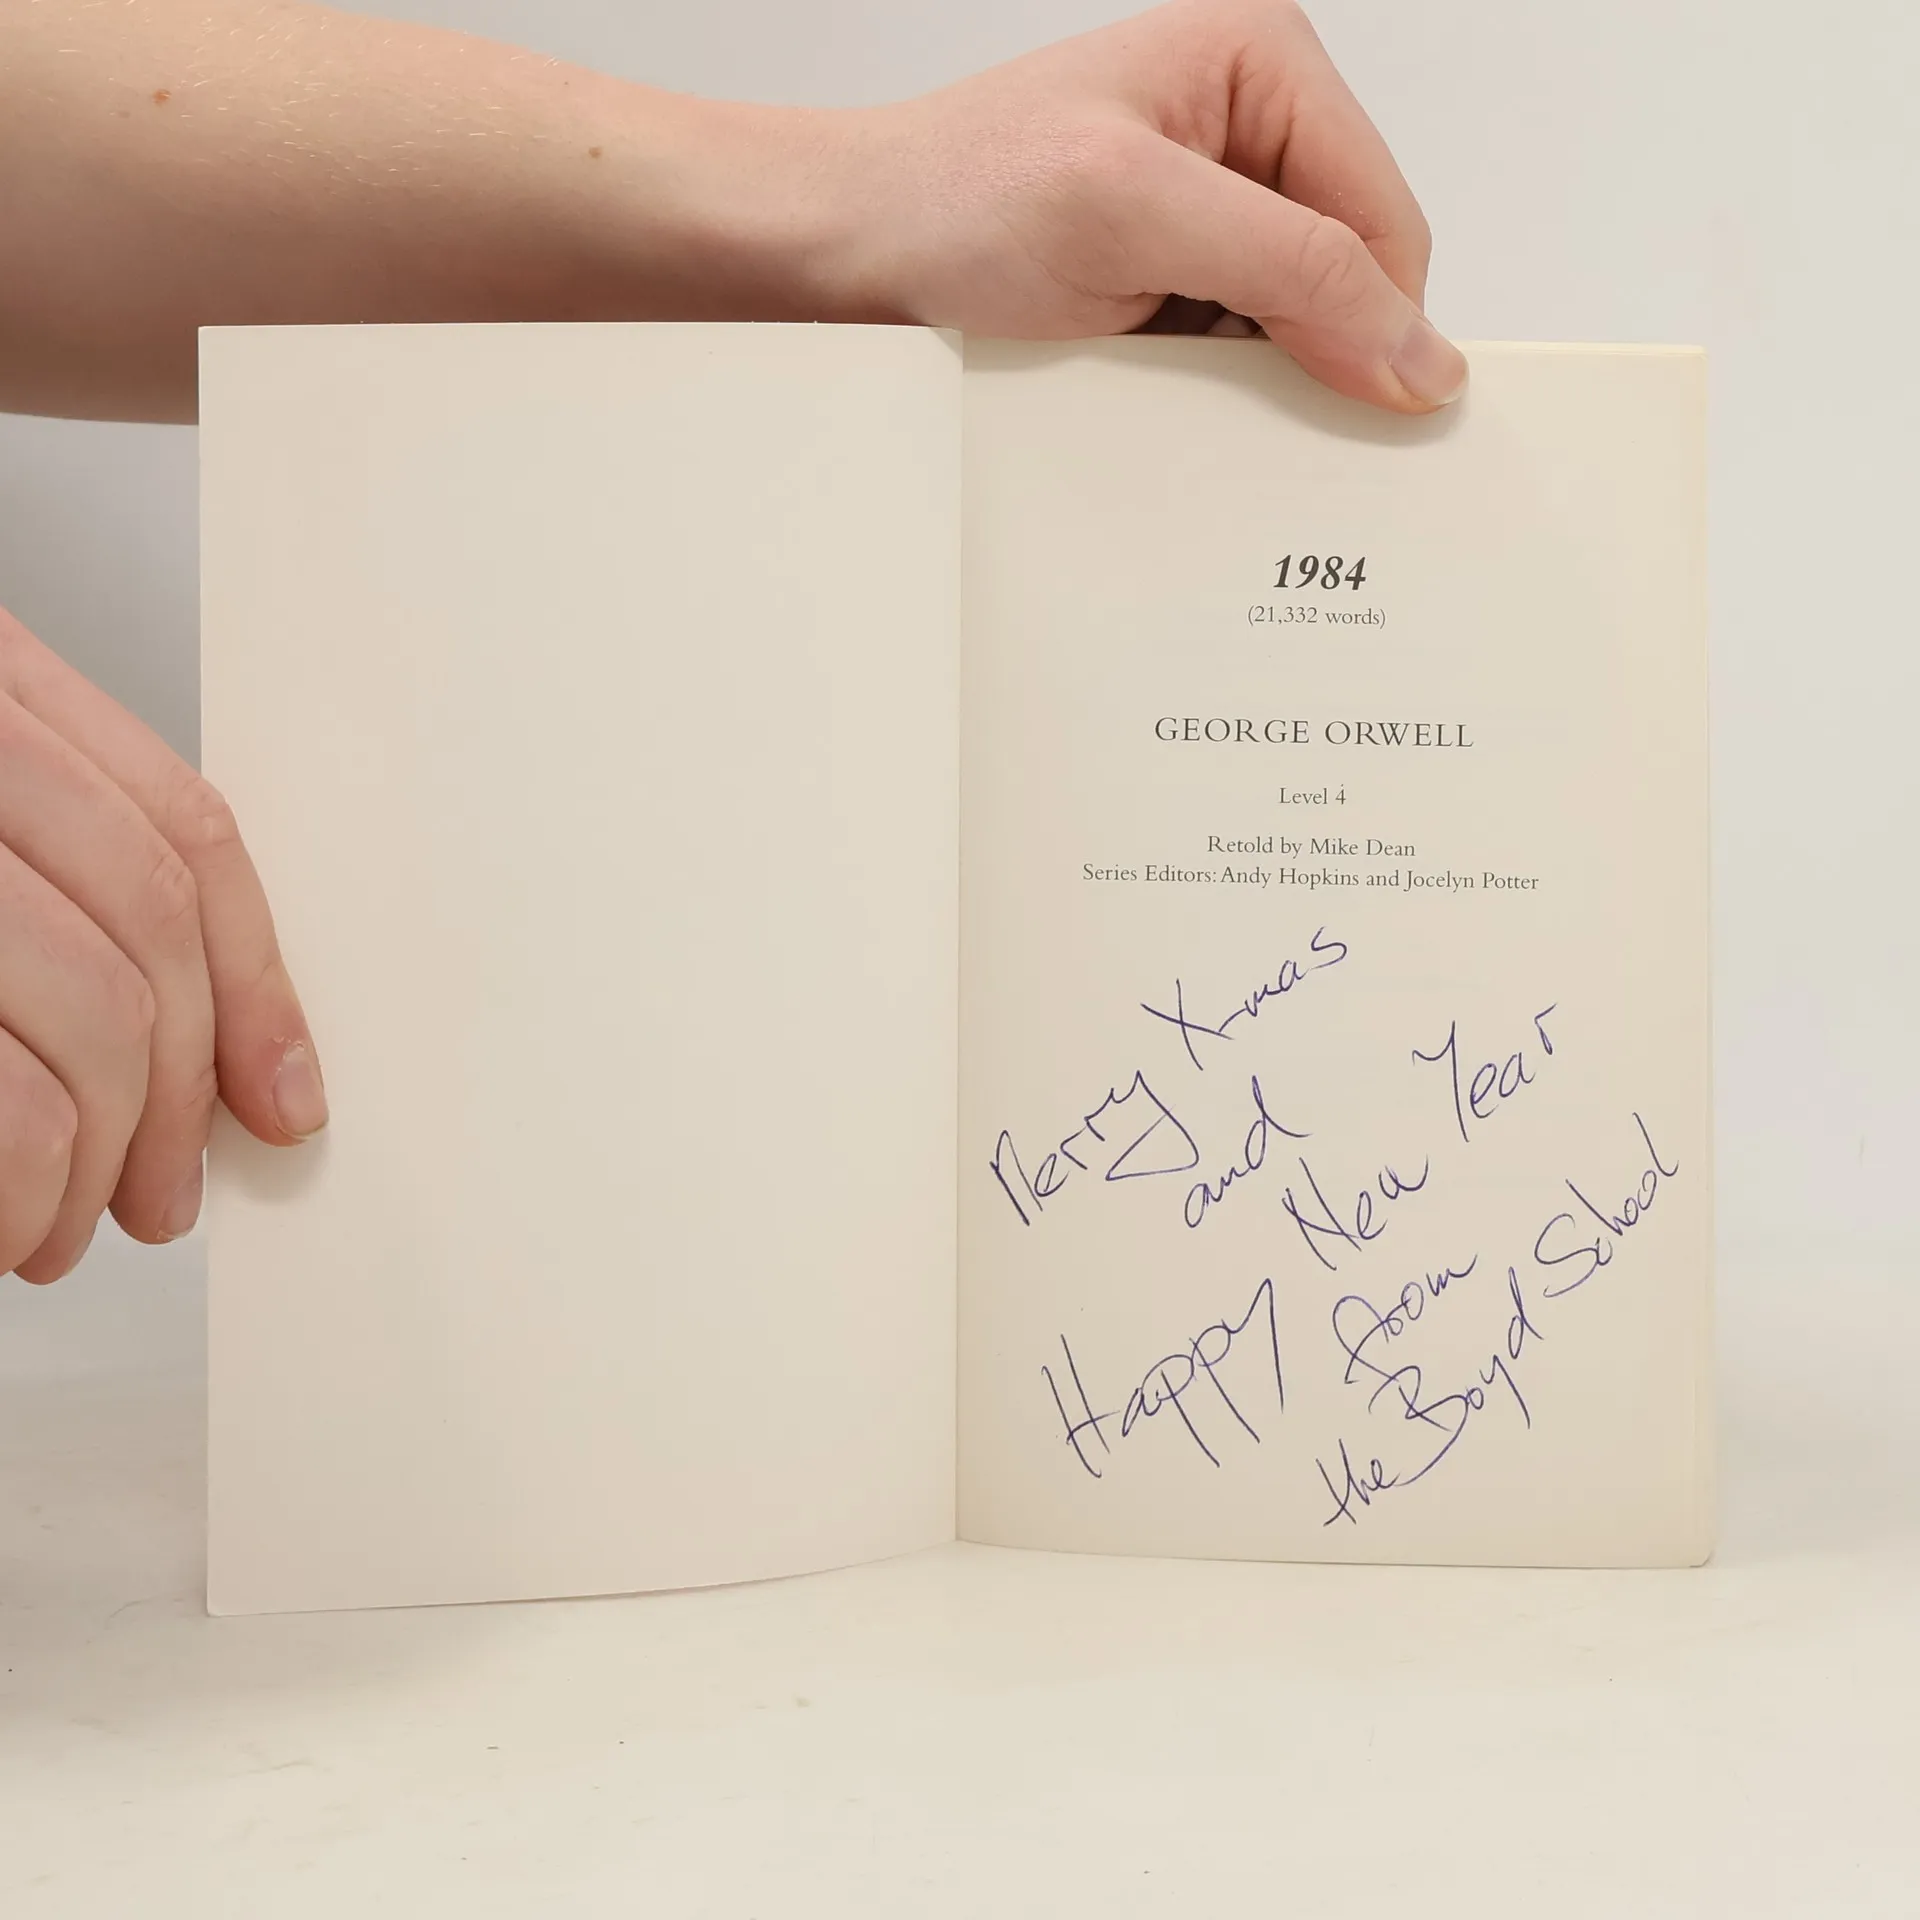 1984
(21,332 words)
GEORGE ORWELL
Level 4
Retold by Mike Dean
Series Editors: Andy Hopkins and Jocelyn Potter
Merry Xmas
and
Happy New Year
from
the Boyd School